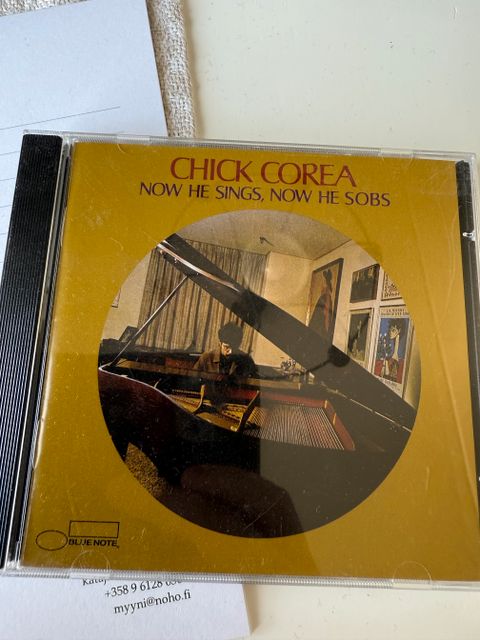 CHICK COREA
NOW HE SINGS, NOW HE SOBS
BLUE NOTE
+358 9 6128
myyni@noho.fi